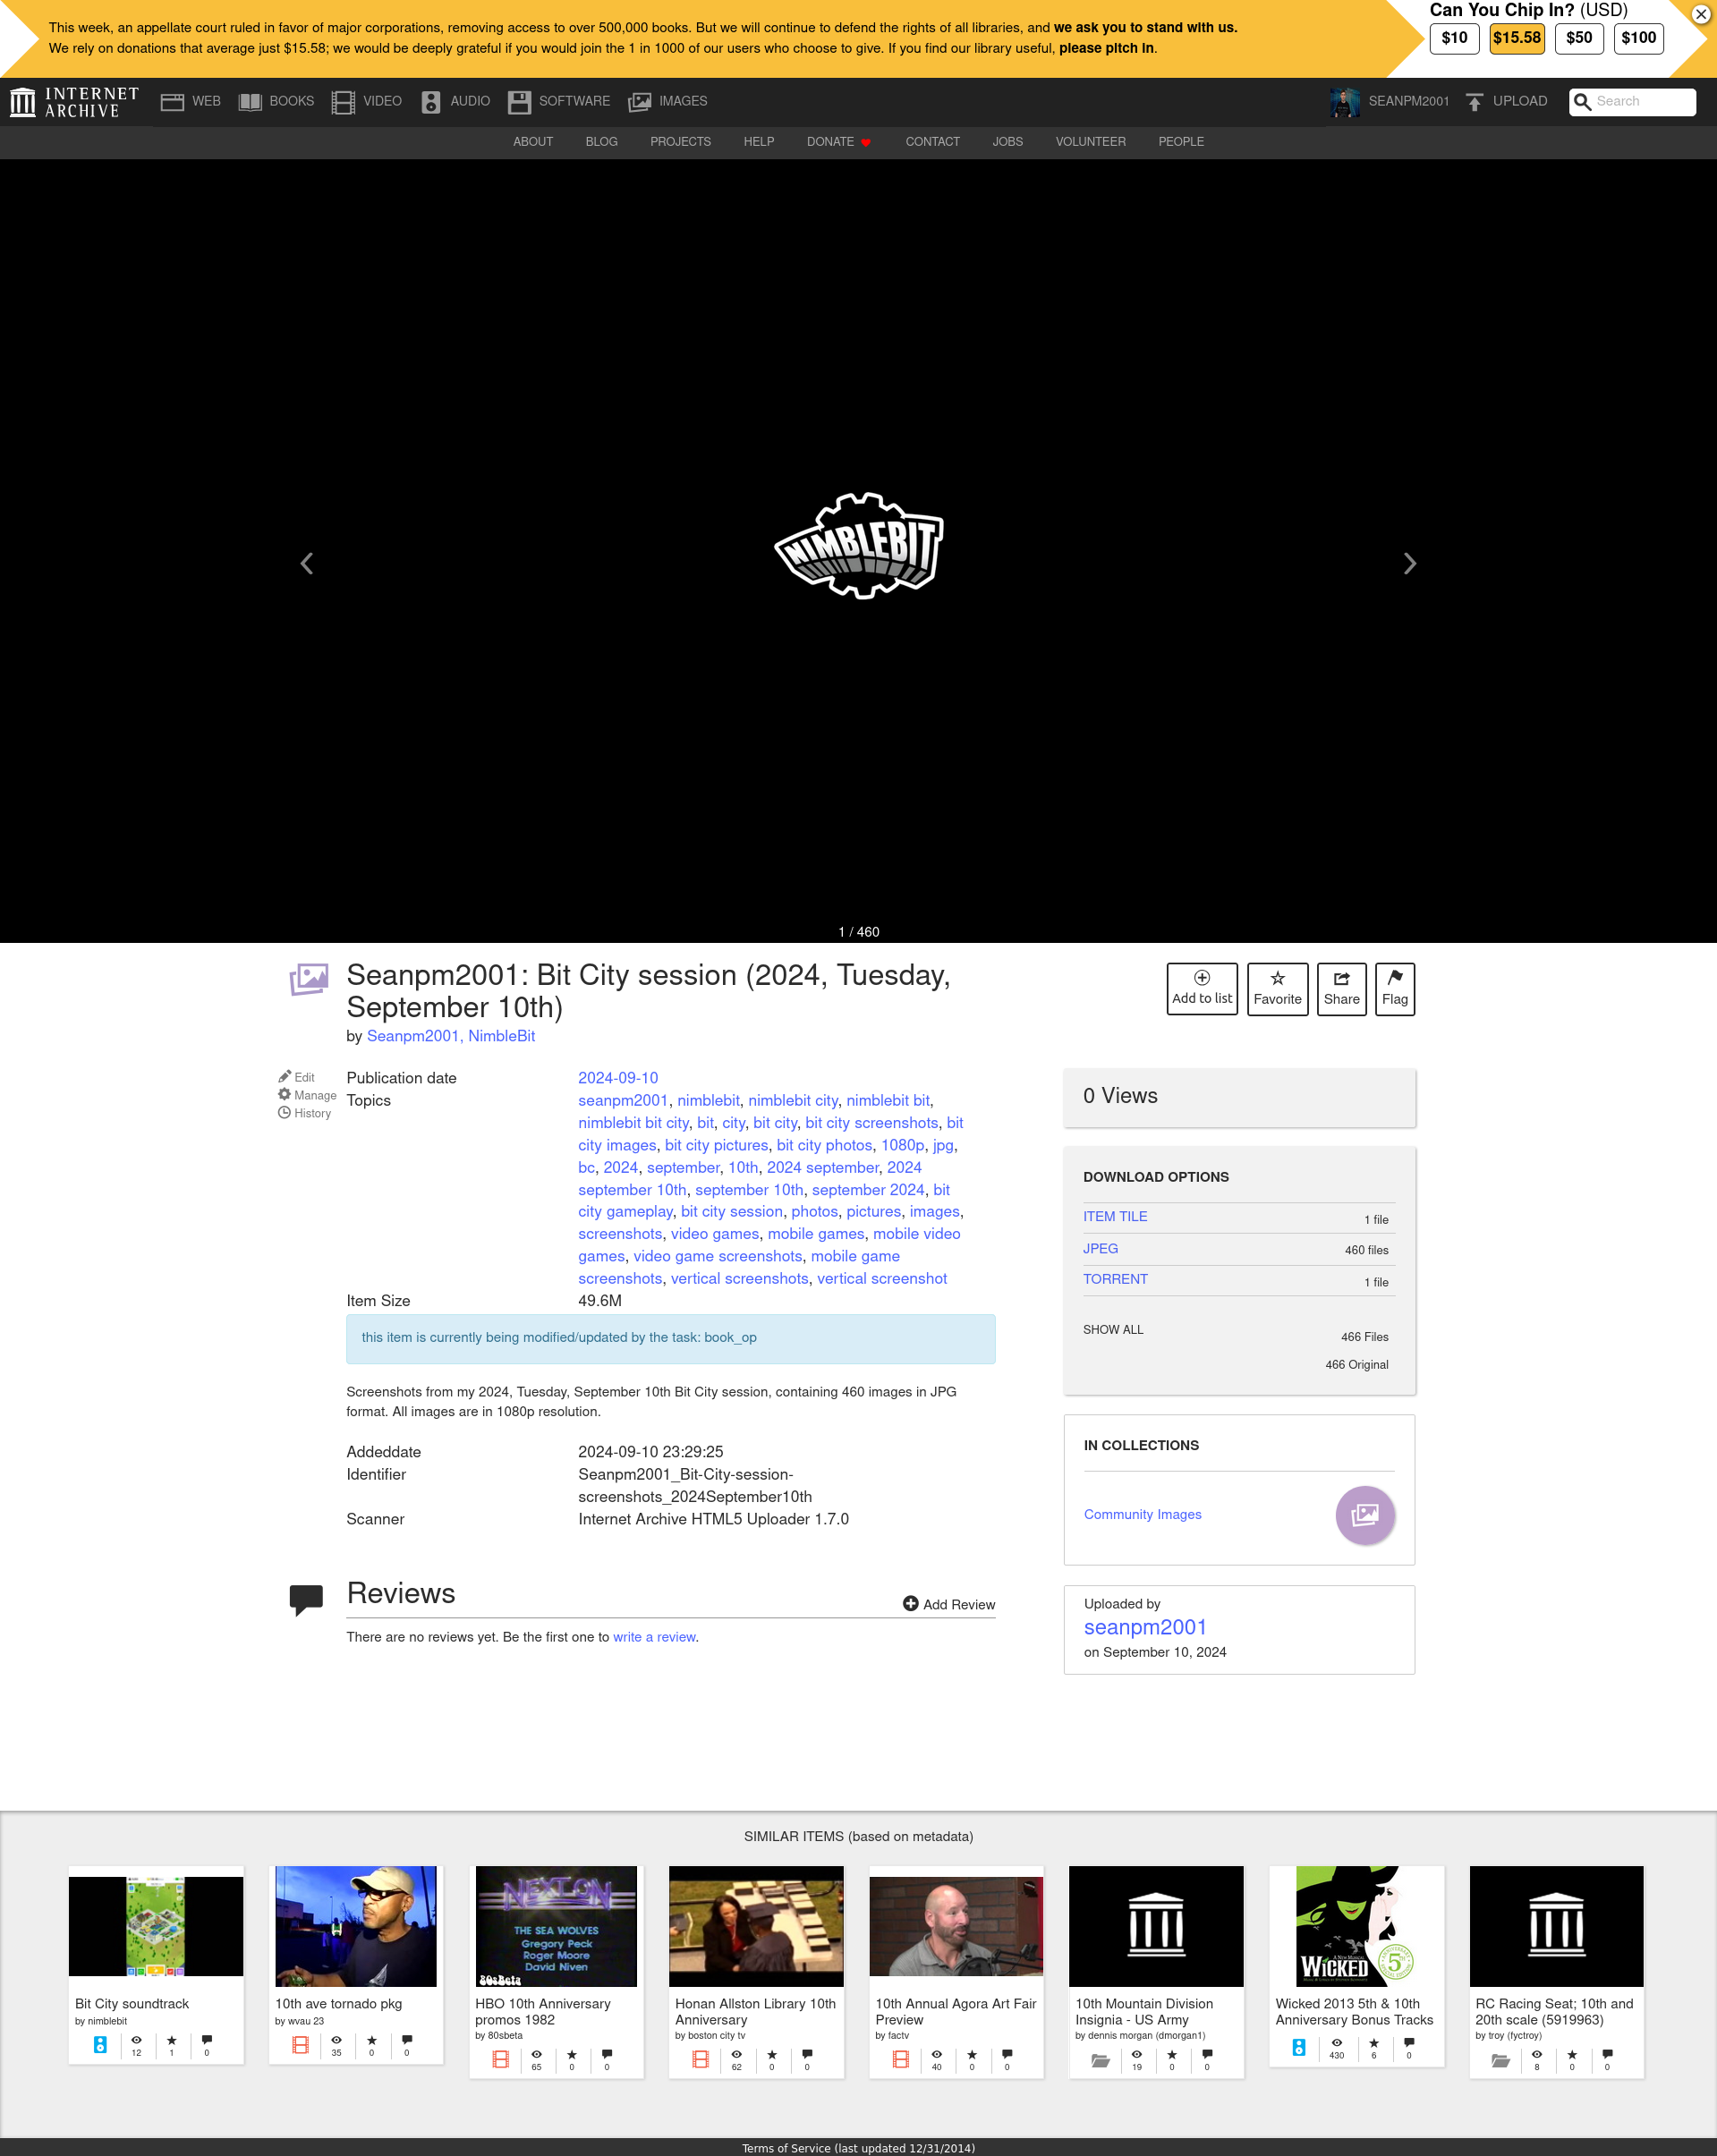 This week, an appellate court ruled in favor of major corporations, removing access to over 500,000 books. But we will continue to defend the rights of all libraries, and we ask you to stand with us.
We rely on donations that average just $15.58; we would be deeply grateful if you would join the 1 in 1000 of our users who choose to give. If you find our library useful, please pitch in.
Can You Chip In? (USD)
$10 $15.58 $50 $100
INTERNET ARCHIVE
WEB BOOKS VIDEO AUDIO SOFTWARE IMAGES SEANPM2001 UPLOAD Search
ABOUT BLOG PROJECTS HELP DONATE CONTACT JOBS VOLUNTEER PEOPLE
NIMBLEBIT
1 / 460
Seanpm2001: Bit City session (2024, Tuesday,
September 10th)
by Seanpm2001, NimbleBit
Add to list Favorite Share Flag
Edit
Manage
History
Publication date 2024-09-10
Topics seanpm2001, nimblebit, nimblebit city, nimblebit bit,
nimblebit bit city, bit, city, bit city, bit city screenshots, bit
city images, bit city pictures, bit city photos, 1080p, jpg,
bc, 2024, september, 10th, 2024 september, 2024
september 10th, september 10th, september 2024, bit
city gameplay, bit city session, photos, pictures, images,
screenshots, video games, mobile games, mobile video
games, video game screenshots, mobile game
screenshots, vertical screenshots, vertical screenshot
Item Size 49.6M
this item is currently being modified/updated by the task: book_op
Screenshots from my 2024, Tuesday, September 10th Bit City session, containing 460 images in JPG
format. All images are in 1080p resolution.
Addeddate 2024-09-10 23:29:25
Identifier Seanpm2001_Bit-City-session-
screenshots_2024September10th
Scanner Internet Archive HTML5 Uploader 1.7.0
Reviews
Add Review
There are no reviews yet. Be the first one to write a review.
0 Views
DOWNLOAD OPTIONS
ITEM TILE 1 file
JPEG 460 files
TORRENT 1 file
SHOW ALL 466 Files
466 Original
IN COLLECTIONS
Community Images
Uploaded by
seanpm2001
on September 10, 2024
SIMILAR ITEMS (based on metadata)
Bit City soundtrack
by nimblebit
12 1 0
10th ave tornado pkg
by wvau 23
35 0 0
NEXT ON
THE SEA WOLVES
Gregory Peck
Roger Moore
David Niven
80sBeta
HBO 10th Anniversary
promos 1982
by 80sbeta
65 0 0
Honan Allston Library 10th
Anniversary
by boston city tv
62 0 0
10th Annual Agora Art Fair
Preview
by factv
40 0 0
10th Mountain Division
Insignia - US Army
by dennis morgan (dmorgan1)
19 0 0
WICKED
5th
Wicked 2013 5th & 10th
Anniversary Bonus Tracks
430 6 0
RC Racing Seat; 10th and
20th scale (5919963)
by troy (fyctroy)
8 0 0
Terms of Service (last updated 12/31/2014)